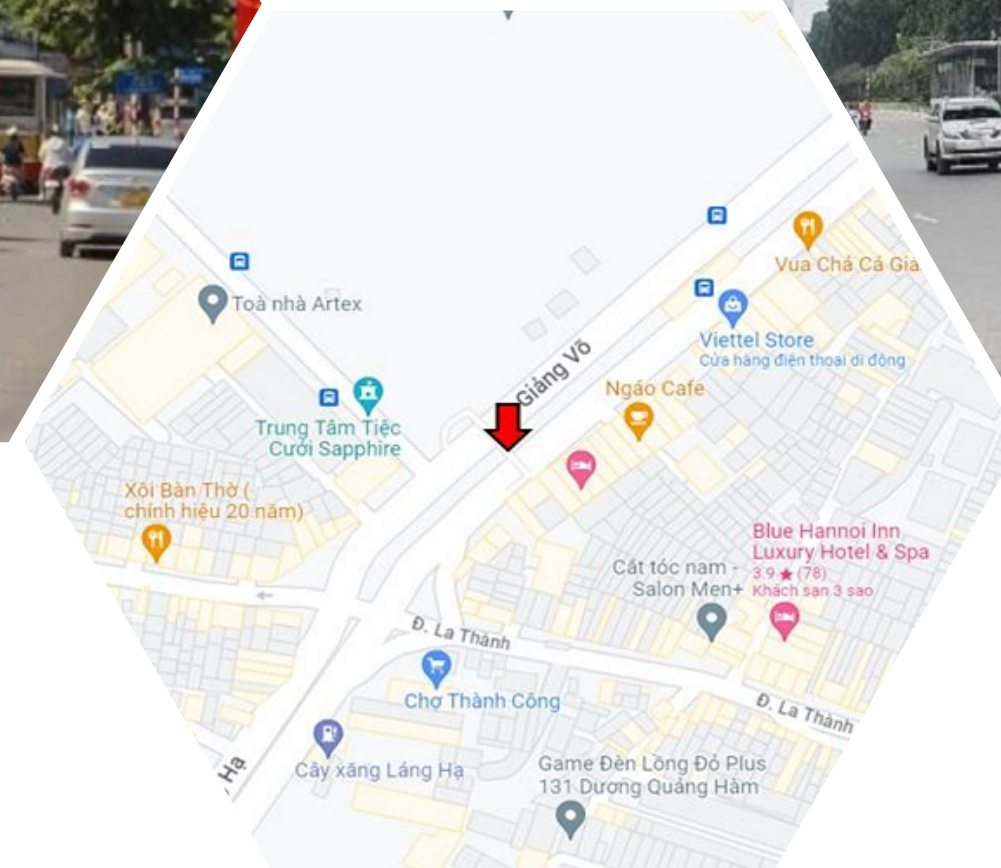 Vua Chả Cá Gia
Toà nhà Artex
Viettel Store
Cửa hàng điện thoại di động
Giảng Võ
Ngáo Cafe
Trung Tâm Tiệc
Cưới Sapphire
Xôi Bàn Thờ (
chính hiệu 20 năm)
Blue Hannoi Inn
Luxury Hotel & Spa
3.9 ★ (78)
Khách sạn 3 sao
Cắt tóc nam -
Salon Men+
Đ. La Thành
Chợ Thành Công
Đ. La Thành
Hạ
Cây xăng Láng Hạ
Game Đèn Lồng Đỏ Plus
131 Dương Quảng Hàm